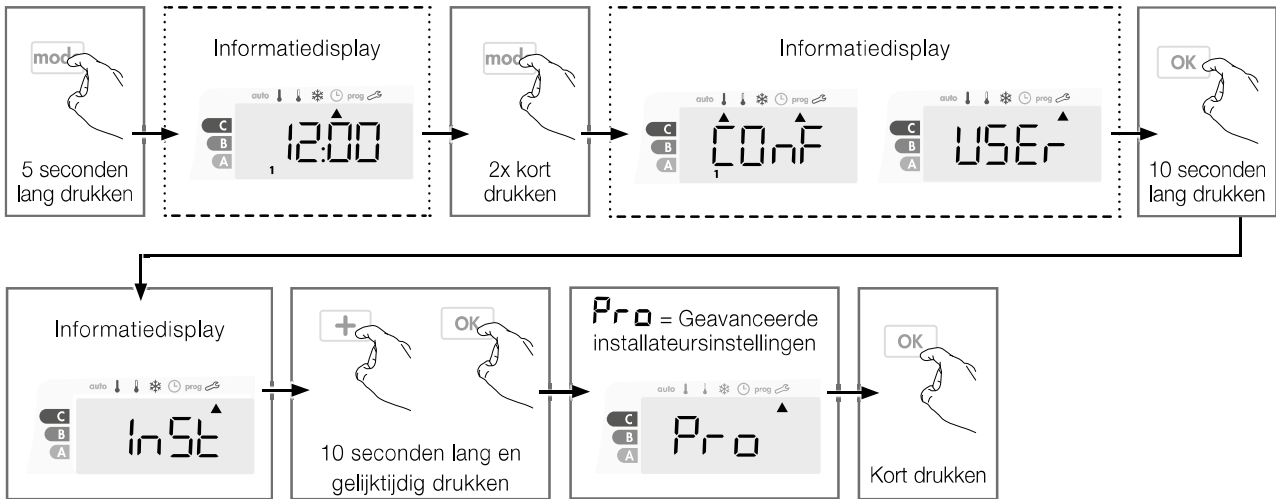 mod
5 seconden
lang drukken
Informatiedisplay
auto prog
C
B
A
12:00
1
mod
2x kort
drukken
Informatiedisplay
auto prog
C
B
A
COnF
1
auto prog
C
B
A
USEr
OK
10 seconden
lang drukken
Informatiedisplay
auto prog
C
B
A
InSt
+
OK
10 seconden lang en
gelijktijdig drukken
Pro = Geavanceerde
installateursinstellingen
auto prog
C
B
A
Pro
OK
Kort drukken